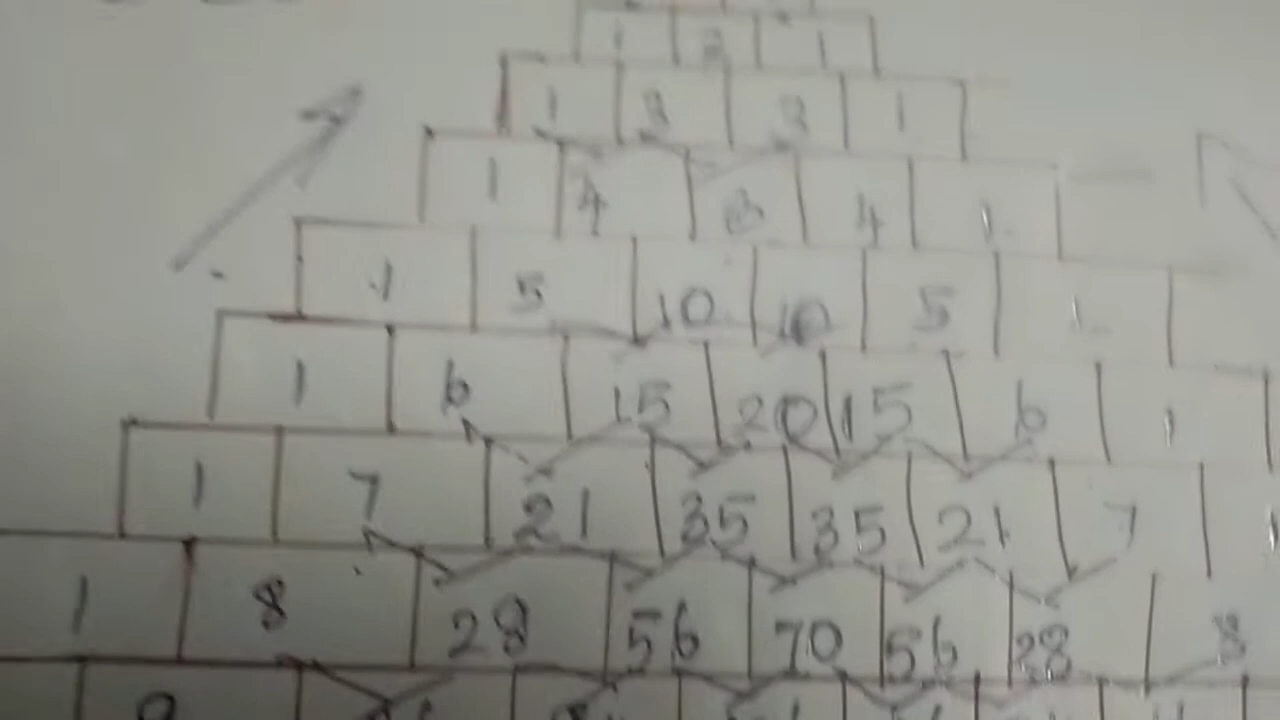 1 2 1
1 3 3 1
1 4 6 4 1
1 5 10 10 5 1
1 6 15 20 15 6 1
1 7 21 35 35 21 7 1
1 8 28 56 70 56 28 8